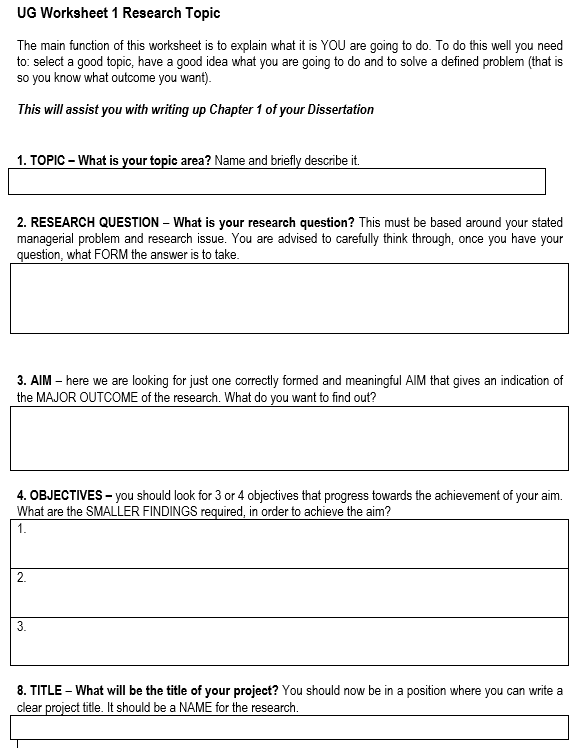 UG Worksheet 1 Research Topic
The main function of this worksheet is to explain what it is YOU are going to do. To do this well you need
to: select a good topic, have a good idea what you are going to do and to solve a defined problem (that is
so you know what outcome you want).
This will assist you with writing up Chapter 1 of your Dissertation
1. TOPIC – What is your topic area? Name and briefly describe it.
2. RESEARCH QUESTION – What is your research question? This must be based around your stated
managerial problem and research issue. You are advised to carefully think through, once you have your
question, what FORM the answer is to take.
3. AIM – here we are looking for just one correctly formed and meaningful AIM that gives an indication of
the MAJOR OUTCOME of the research. What do you want to find out?
4. OBJECTIVES – you should look for 3 or 4 objectives that progress towards the achievement of your aim.
What are the SMALLER FINDINGS required, in order to achieve the aim?
1.
2.
3.
8. TITLE – What will be the title of your project? You should now be in a position where you can write a
clear project title. It should be a NAME for the research.